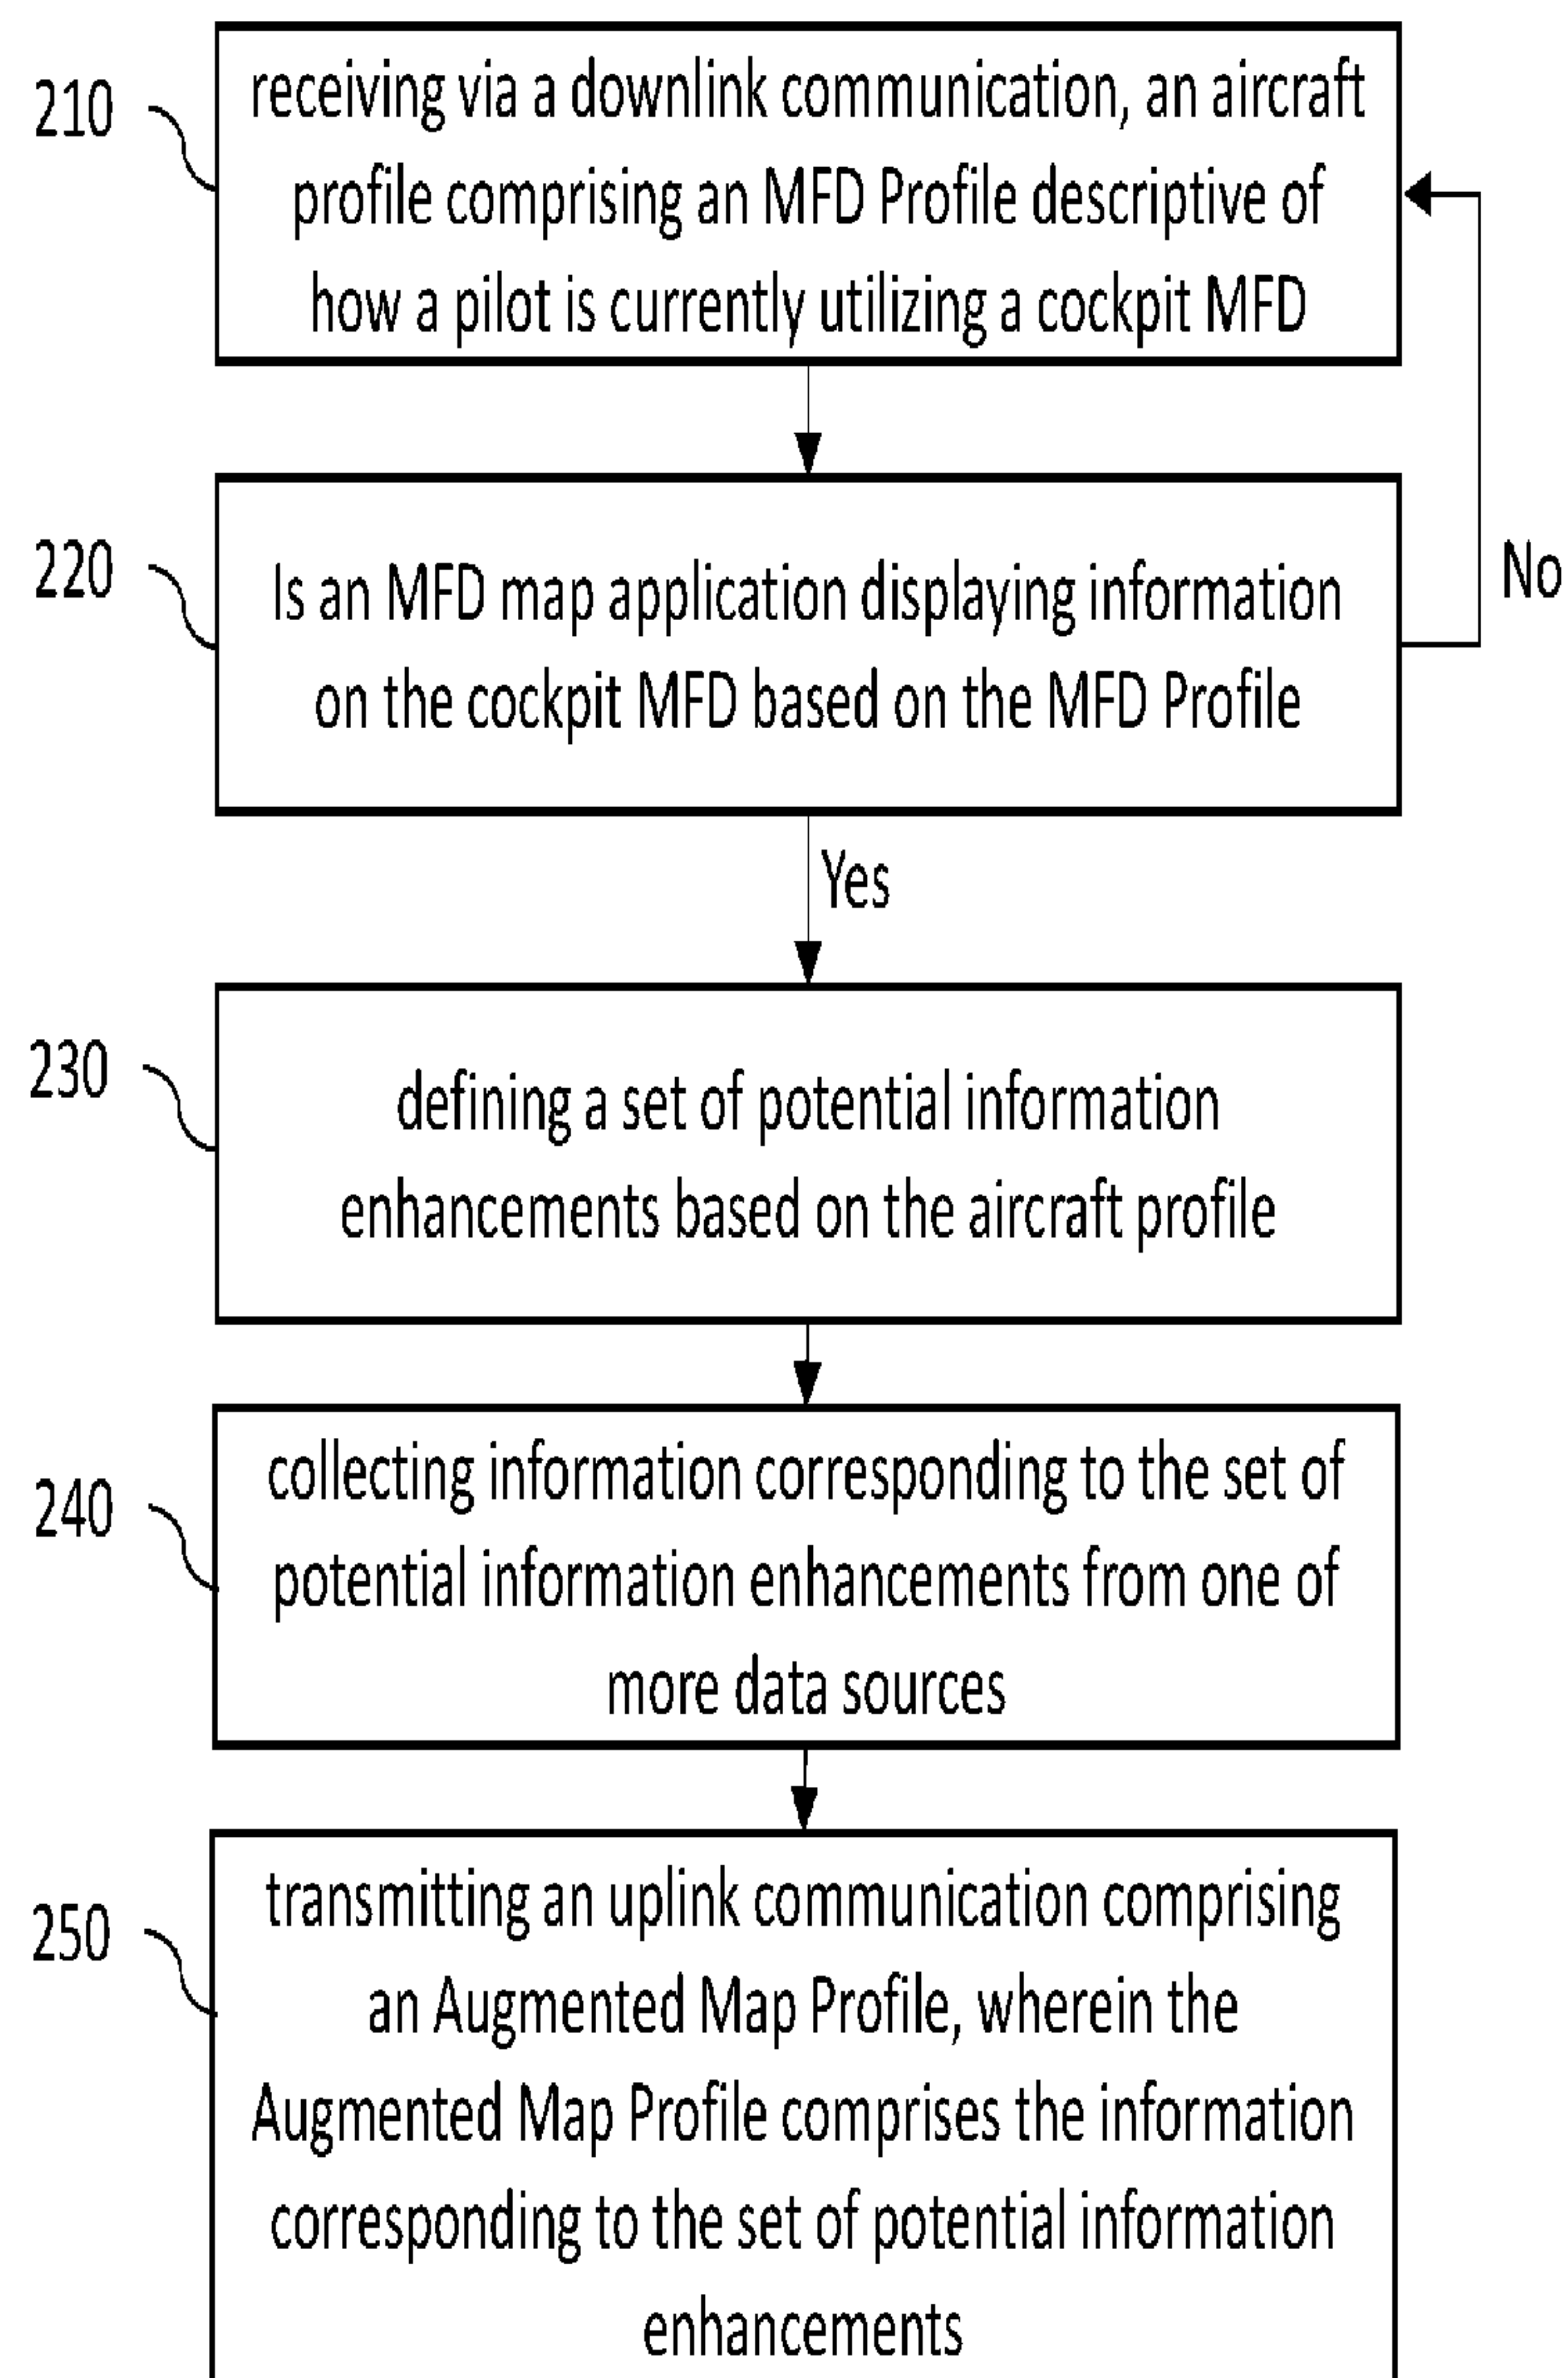 210
receiving via a downlink communication, an aircraft
profile comprising an MFD Profile descriptive of
how a pilot is currently utilizing a cockpit MFD
220
Is an MFD map application displaying information
on the cockpit MFD based on the MFD Profile
No
Yes
230
defining a set of potential information
enhancements based on the aircraft profile
240
collecting information corresponding to the set of
potential information enhancements from one of
more data sources
250
transmitting an uplink communication comprising
an Augmented Map Profile, wherein the
Augmented Map Profile comprises the information
corresponding to the set of potential information
enhancements